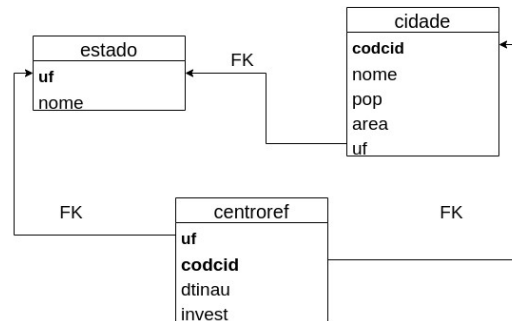 estado
uf
nome
FK
cidade
codcid
nome
pop
area
uf
FK
centroref
uf
codcid
dtinau
invest
FK